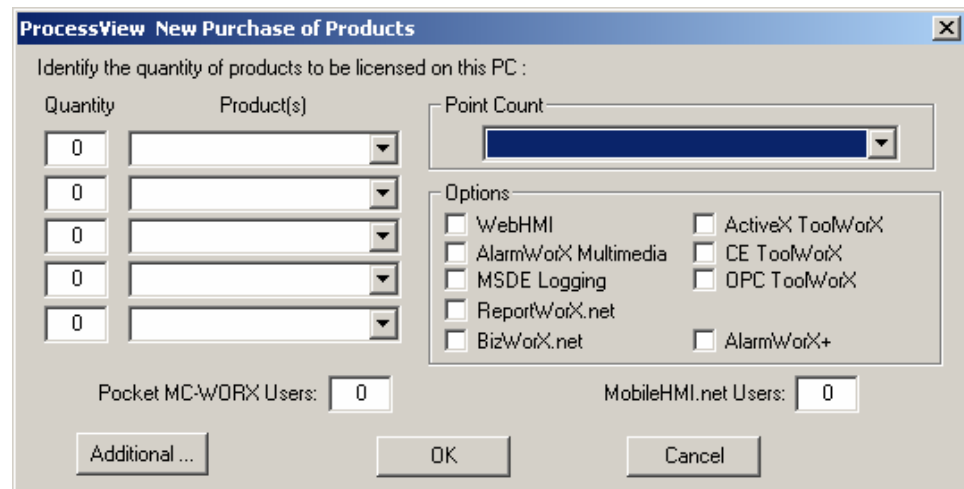 ProcessView New Purchase of Products
Identify the quantity of products to be licensed on this PC :
Quantity Product(s) Point Count
0
0
Options
0
0
0
WebHMI ActiveX ToolWorX
AlarmWorX Multimedia CE ToolWorX
MSDE Logging OPC ToolWorX
ReportWorX.net
BizWorX.net AlarmWorX+
Pocket MC-WORX Users: 0 MobileHMI.net Users: 0
Additional ... OK Cancel